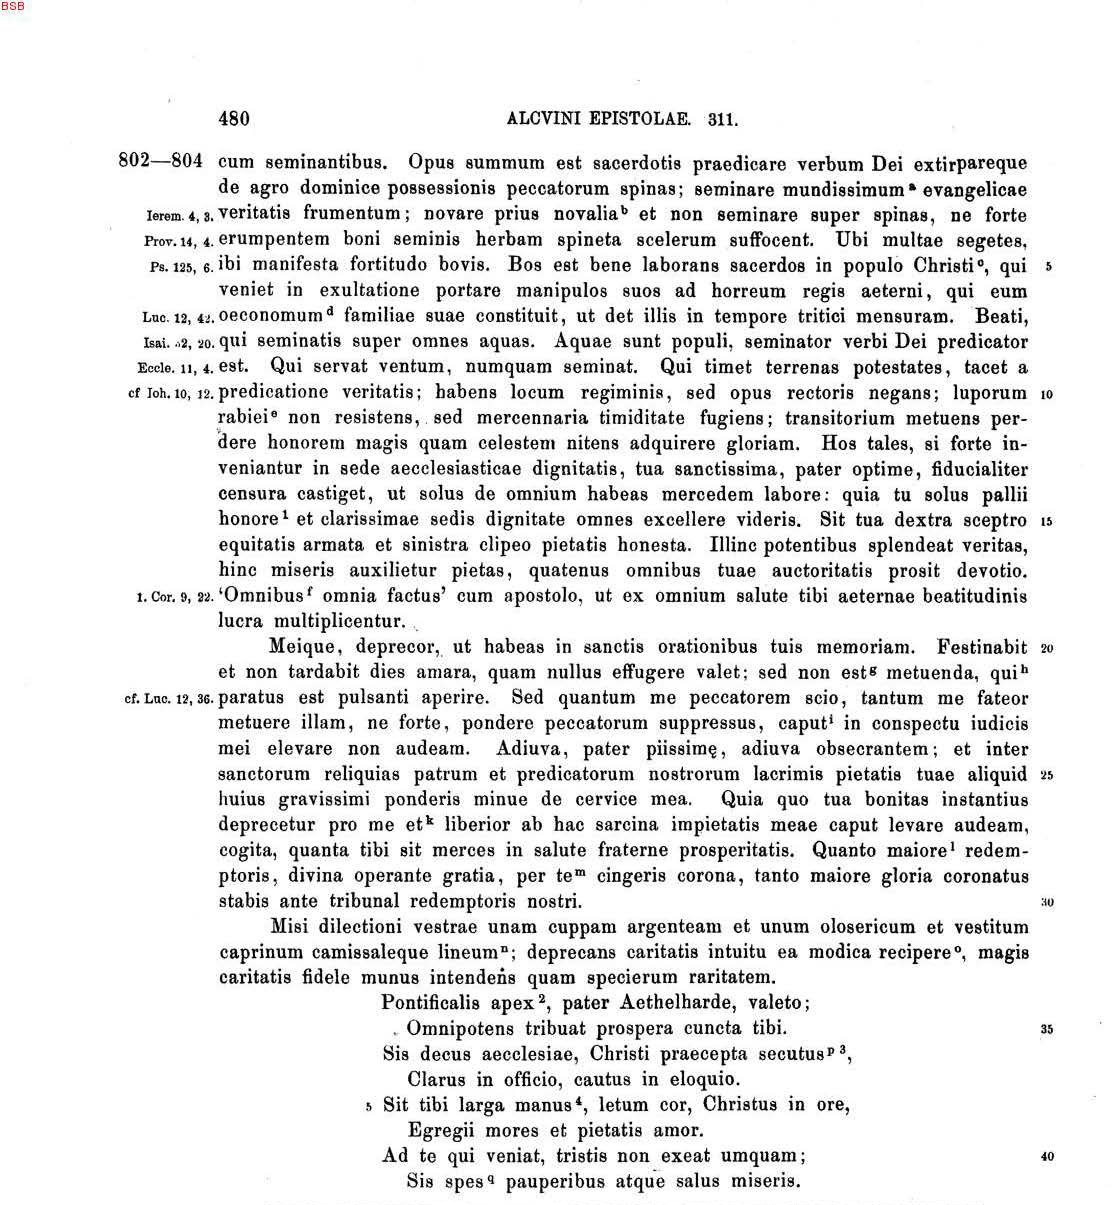 BSB
480 ALCVINI EPISTOLAE. 311.
802—804 cum seminantibus. Opus summum est sacerdotis praedicare verbum Dei extirpareque
de agro dominice possessionis peccatorum spinas; seminare mundissimum a evangelicae
Ierem. 4, 3. veritatis frumentum; novare prius novalia b et non seminare super spinas, ne forte
Prov. 14, 4. erumpentem boni seminis herbam spineta scelerum suffocent. Ubi multae segetes,
Ps. 125, 6. ibi manifesta fortitudo bovis. Bos est bene laborans sacerdos in populo Christi c, qui 5
veniet in exultatione portare manipulos suos ad horreum regis aeterni, qui eum
Luc. 12, 42. oeconomum d familiae suae constituit, ut det illis in tempore tritici mensuram. Beati,
Isai. 32, 20. qui seminatis super omnes aquas. Aquae sunt populi, seminator verbi Dei predicator
Eccle. 11, 4. est. Qui servat ventum, numquam seminat. Qui timet terrenas potestates, tacet a
cf Ioh. 10, 12. predicatione veritatis; habens locum regiminis, sed opus rectoris negans; luporum 10
rabiei e non resistens, sed mercennaria timiditate fugiens; transitorium metuens per-
dere honorem magis quam celestem nitens adquirere gloriam. Hos tales, si forte in-
veniantur in sede aecclesiasticae dignitatis, tua sanctissima, pater optime, fiducialiter
censura castiget, ut solus de omnium habeas mercedem labore: quia tu solus pallii
honore 1 et clarissimae sedis dignitate omnes excellere videris. Sit tua dextra sceptro 15
equitatis armata et sinistra clipeo pietatis honesta. Illinc potentibus splendeat veritas,
hinc miseris auxilietur pietas, quatenus omnibus tuae auctoritatis prosit devotio.
1. Cor. 9, 22. ‘Omnibus f omnia factus’ cum apostolo, ut ex omnium salute tibi aeternae beatitudinis
lucra multiplicentur.
Meique, deprecor, ut habeas in sanctis orationibus tuis memoriam. Festinabit 20
et non tardabit dies amara, quam nullus effugere valet; sed non est g metuenda, qui h
cf. Luc. 12, 36. paratus est pulsanti aperire. Sed quantum me peccatorem scio, tantum me fateor
metuere illam, ne forte, pondere peccatorum suppressus, caput i in conspectu iudicis
mei elevare non audeam. Adiuva, pater piissimę, adiuva obsecrantem; et inter
sanctorum reliquias patrum et predicatorum nostrorum lacrimis pietatis tuae aliquid 25
huius gravissimi ponderis minue de cervice mea. Quia quo tua bonitas instantius
deprecetur pro me et k liberior ab hac sarcina impietatis meae caput levare audeam,
cogita, quanta tibi sit merces in salute fraterne prosperitatis. Quanto maiore l redem-
ptoris, divina operante gratia, per te m cingeris corona, tanto maiore gloria coronatus
stabis ante tribunal redemptoris nostri. 30
Misi dilectioni vestrae unam cuppam argenteam et unum olosericum et vestitum
caprinum camissaleque lineum n; deprecans caritatis intuitu ea modica recipere o, magis
caritatis fidele munus intendens quam specierum raritatem.
Pontificalis apex 2, pater Aethelharde, valeto;
Omnipotens tribuat prospera cuncta tibi. 35
Sis decus aecclesiae, Christi praecepta secutus p 3,
Clarus in officio, cautus in eloquio.
5 Sit tibi larga manus 4, letum cor, Christus in ore,
Egregii mores et pietatis amor.
Ad te qui veniat, tristis non exeat umquam; 40
Sis spes q pauperibus atque salus miseris.